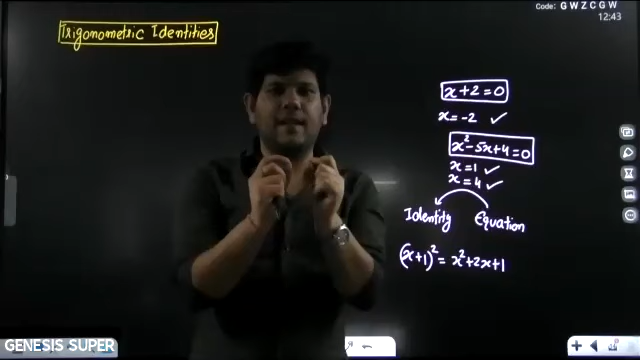 Code: G W Z C G W
12:43
Trigonometric Identities
x+2=0
x=-2 ✓
x²-5x+4=0
x=1 ✓
x=4 ✓
Identity Equation
(x+1)² = x²+2x+1
GENESIS SUPER